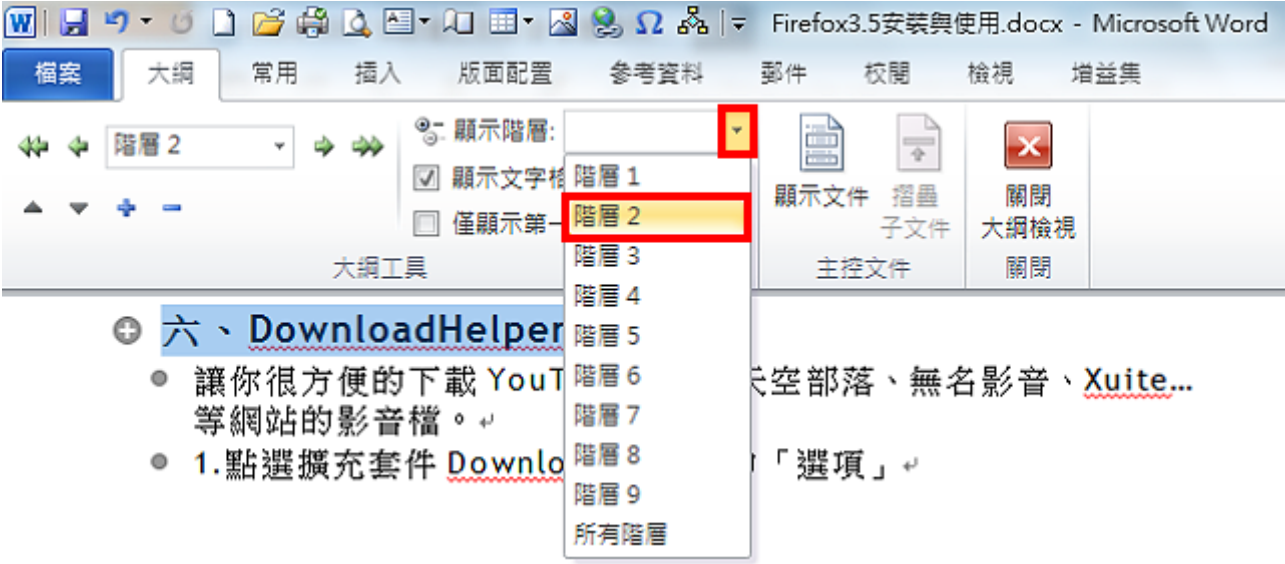 Firefox3.5安裝與使用.docx - Microsoft Word
檔案 大綱 常用 插入 版面配置 參考資料 郵件 校閱 檢視 增益集
階層 2
顯示階層:
顯示文字格
僅顯示第一
階層 1
階層 2
階層 3
階層 4
階層 5
階層 6
階層 7
階層 8
階層 9
所有階層
大綱工具
顯示文件
摺疊
子文件
主控文件
關閉
大綱檢視
關閉
六、DownloadHelper
讓你很方便的下載 YouT 天空部落、無名影音、Xuite…
等網站的影音檔。
1.點選擴充套件 Downlo 「選項」